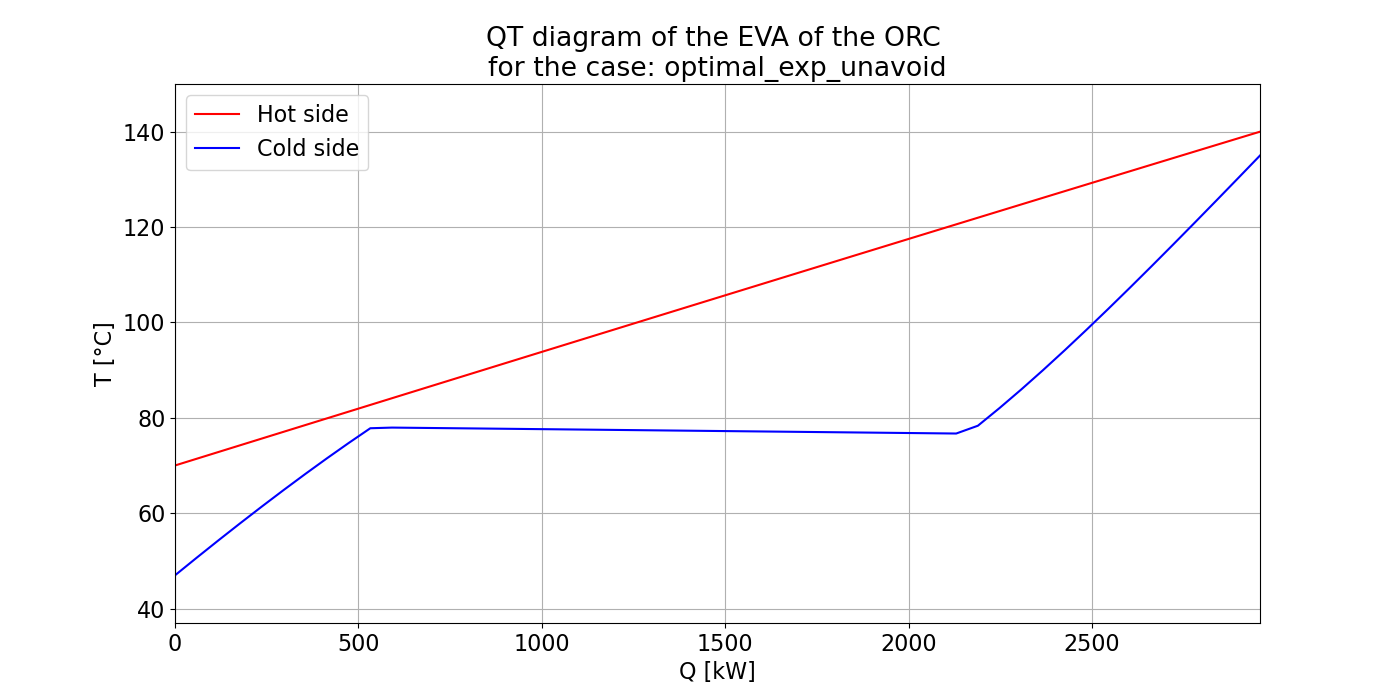 QT diagram of the EVA of the ORC
for the case: optimal_exp_unavoid
Hot side
Cold side
T [°C]
140
120
100
80
60
40
0
500
1000
1500
2000
2500
Q [kW]